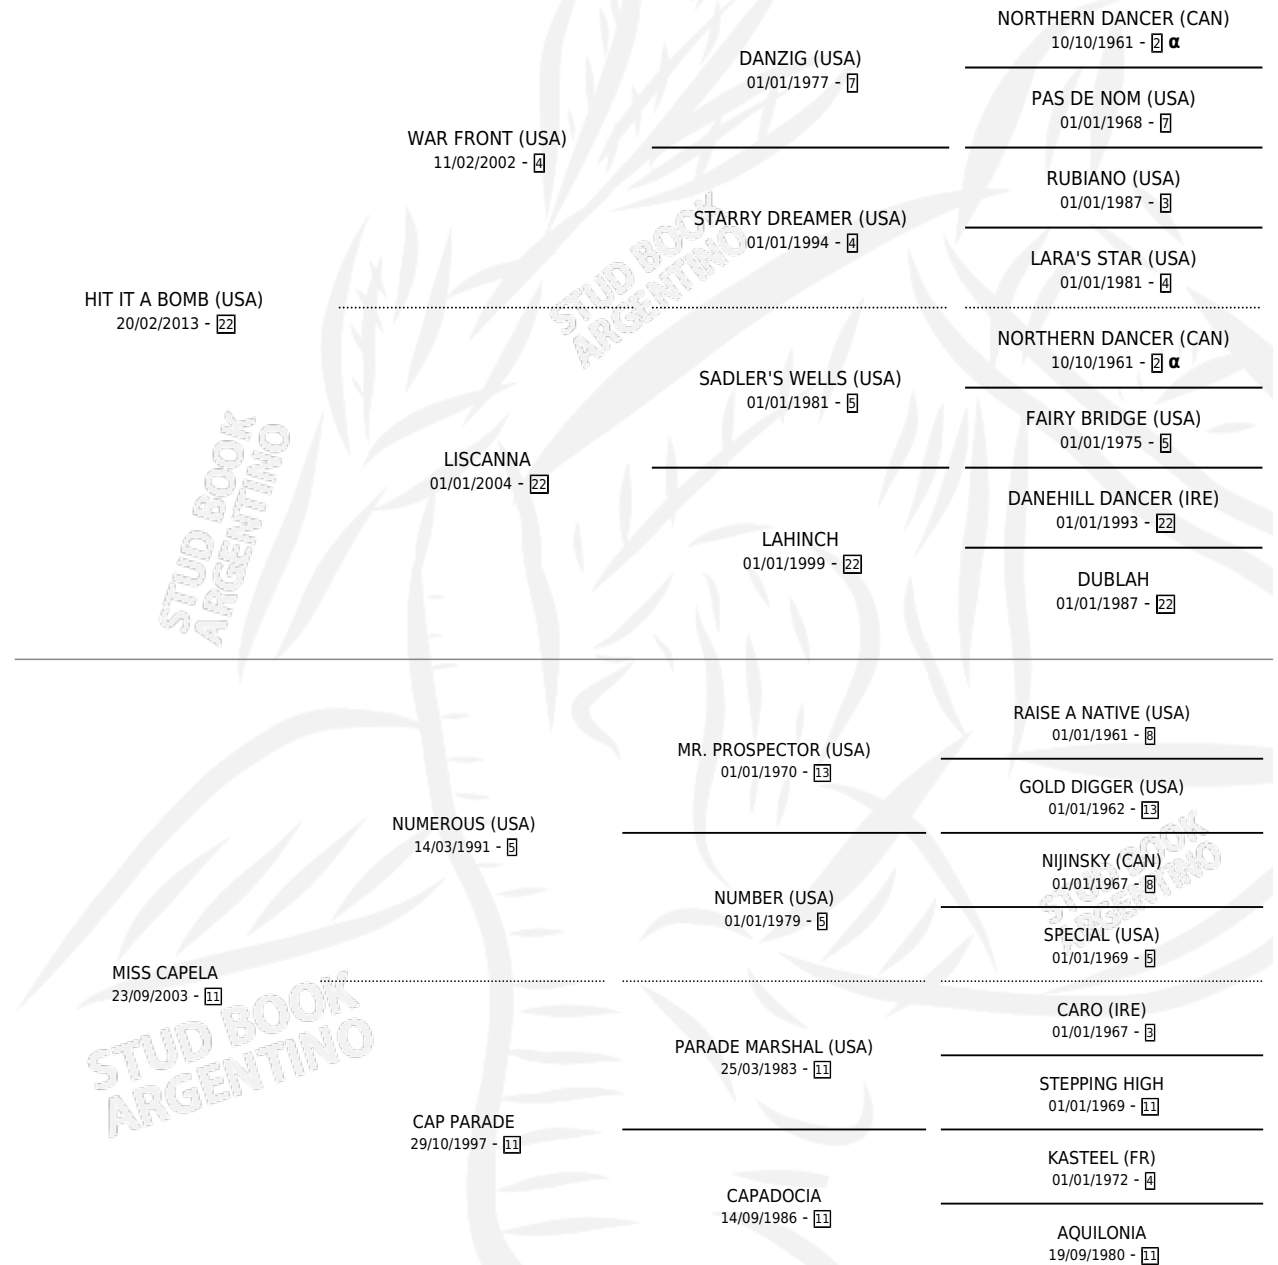 NORTHERN DANCER (CAN)
10/10/1961 - 2 α
DANZIG (USA)
01/01/1977 - 7
PAS DE NOM (USA)
01/01/1968 - 7
WAR FRONT (USA)
11/02/2002 - 4
RUBIANO (USA)
01/01/1987 - 3
STARRY DREAMER (USA)
01/01/1994 - 4
LARA'S STAR (USA)
01/01/1981 - 4
HIT IT A BOMB (USA)
20/02/2013 - 22
NORTHERN DANCER (CAN)
10/10/1961 - 2 α
SADLER'S WELLS (USA)
01/01/1981 - 5
FAIRY BRIDGE (USA)
01/01/1975 - 5
LISCANNA
01/01/2004 - 22
DANEHILL DANCER (IRE)
01/01/1993 - 22
LAHINCH
01/01/1999 - 22
DUBLAH
01/01/1987 - 22
RAISE A NATIVE (USA)
01/01/1961 - 8
MR. PROSPECTOR (USA)
01/01/1970 - 13
GOLD DIGGER (USA)
01/01/1962 - 13
NUMEROUS (USA)
14/03/1991 - 5
NIJINSKY (CAN)
01/01/1967 - 8
NUMBER (USA)
01/01/1979 - 5
SPECIAL (USA)
01/01/1969 - 5
MISS CAPELA
23/09/2003 - 11
CARO (IRE)
01/01/1967 - 3
PARADE MARSHAL (USA)
25/03/1983 - 11
STEPPING HIGH
01/01/1969 - 11
CAP PARADE
29/10/1997 - 11
KASTEEL (FR)
01/01/1972 - 4
CAPADOCIA
14/09/1986 - 11
AQUILONIA
19/09/1980 - 11
STUD BOOK
ARGENTINO
STUD BOOK
ARGENTINO
STUD BOOK
ARGENTINO
STUD BOOK
ARGENTINO